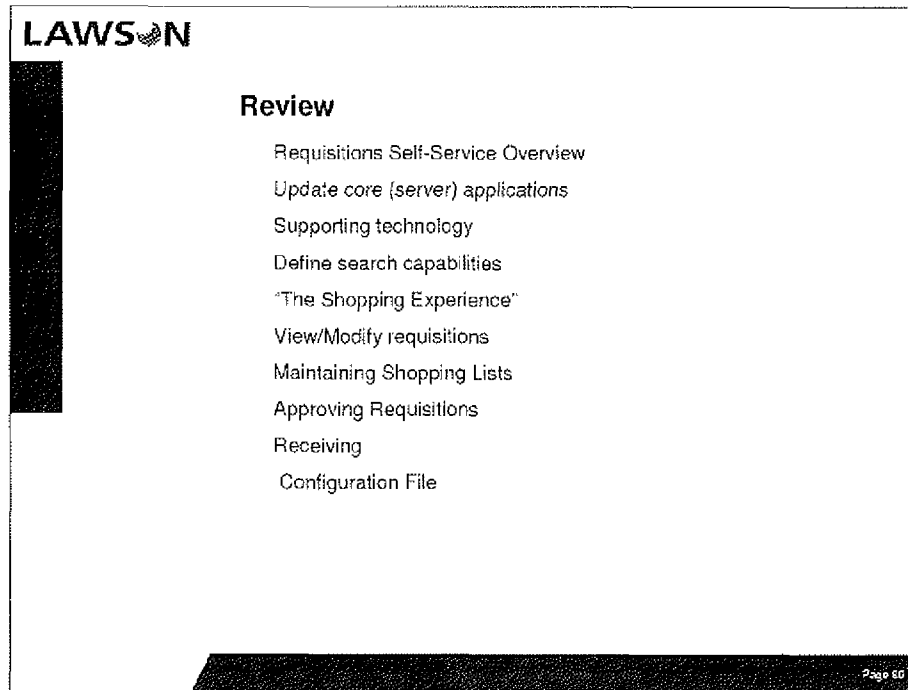 LAWSON
Review
Requisitions Self-Service Overview
Update core (server) applications
Supporting technology
Define search capabilities
"The Shopping Experience"
View/Modify requisitions
Maintaining Shopping Lists
Approving Requisitions
Receiving
Configuration File
Page